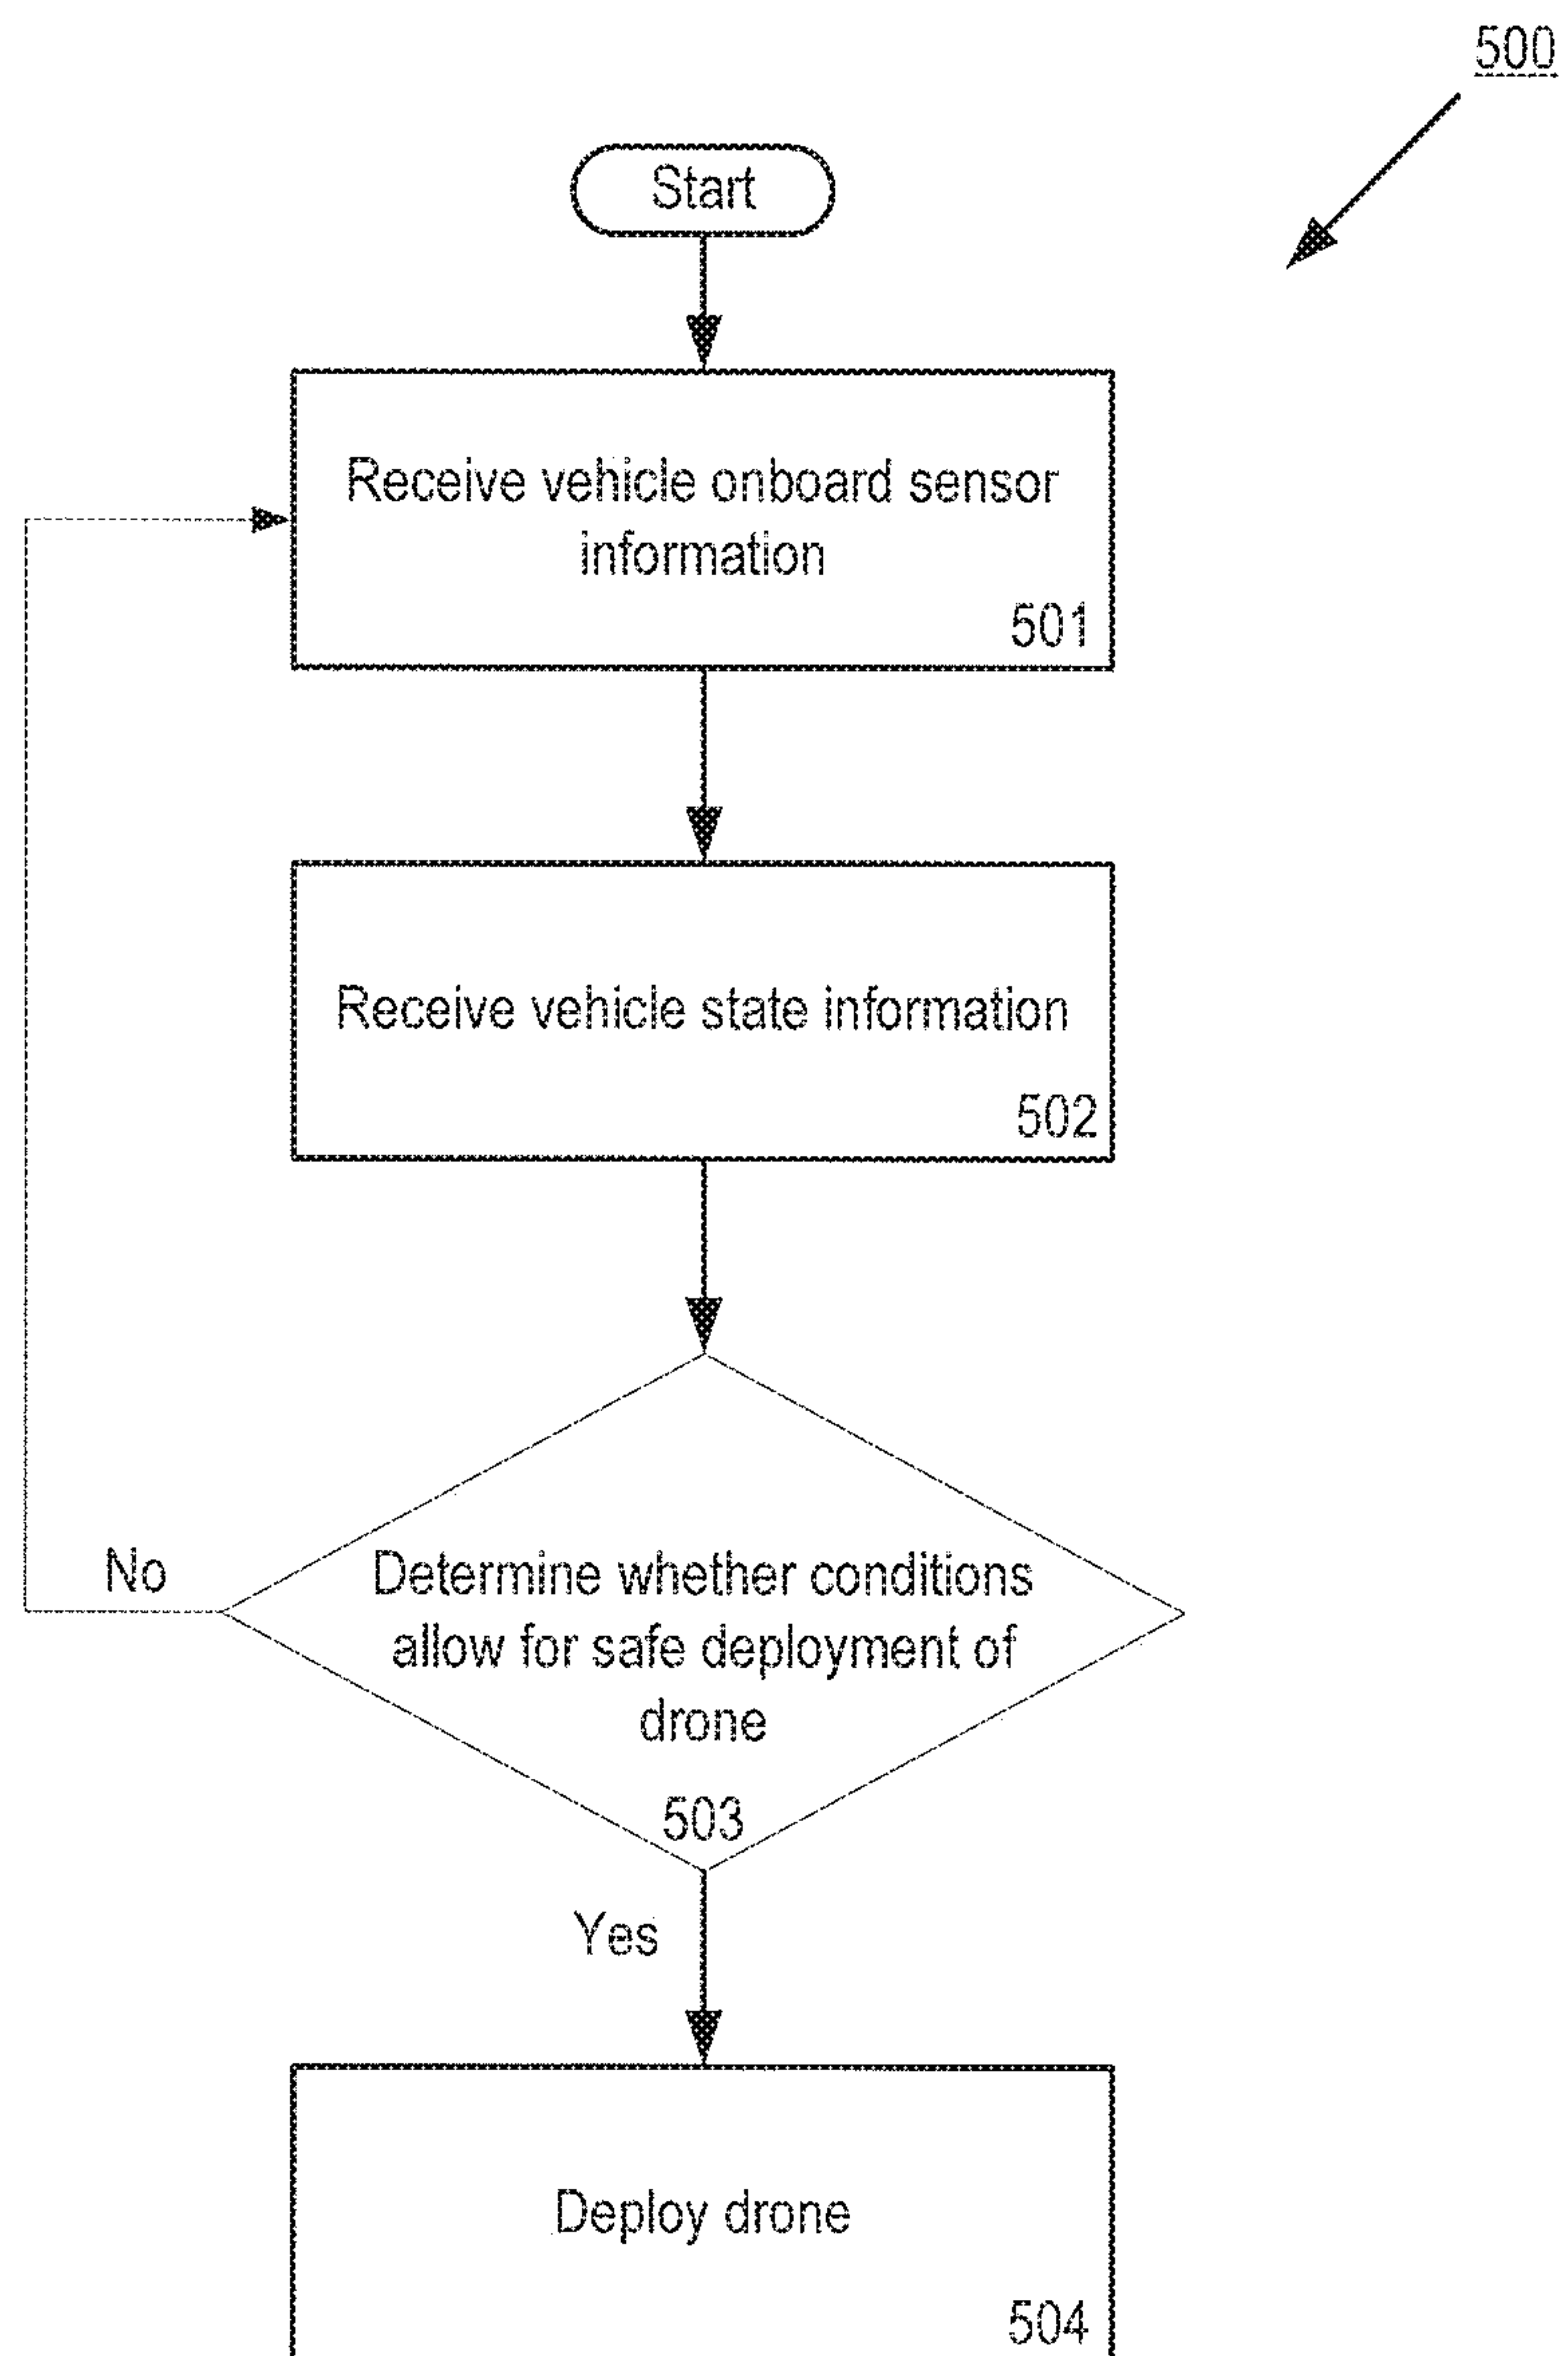 500
Start
Receive vehicle onboard sensor
information
501
Receive vehicle state information
502
No
Determine whether conditions
allow for safe deployment of
drone
503
Yes
Deploy drone
504